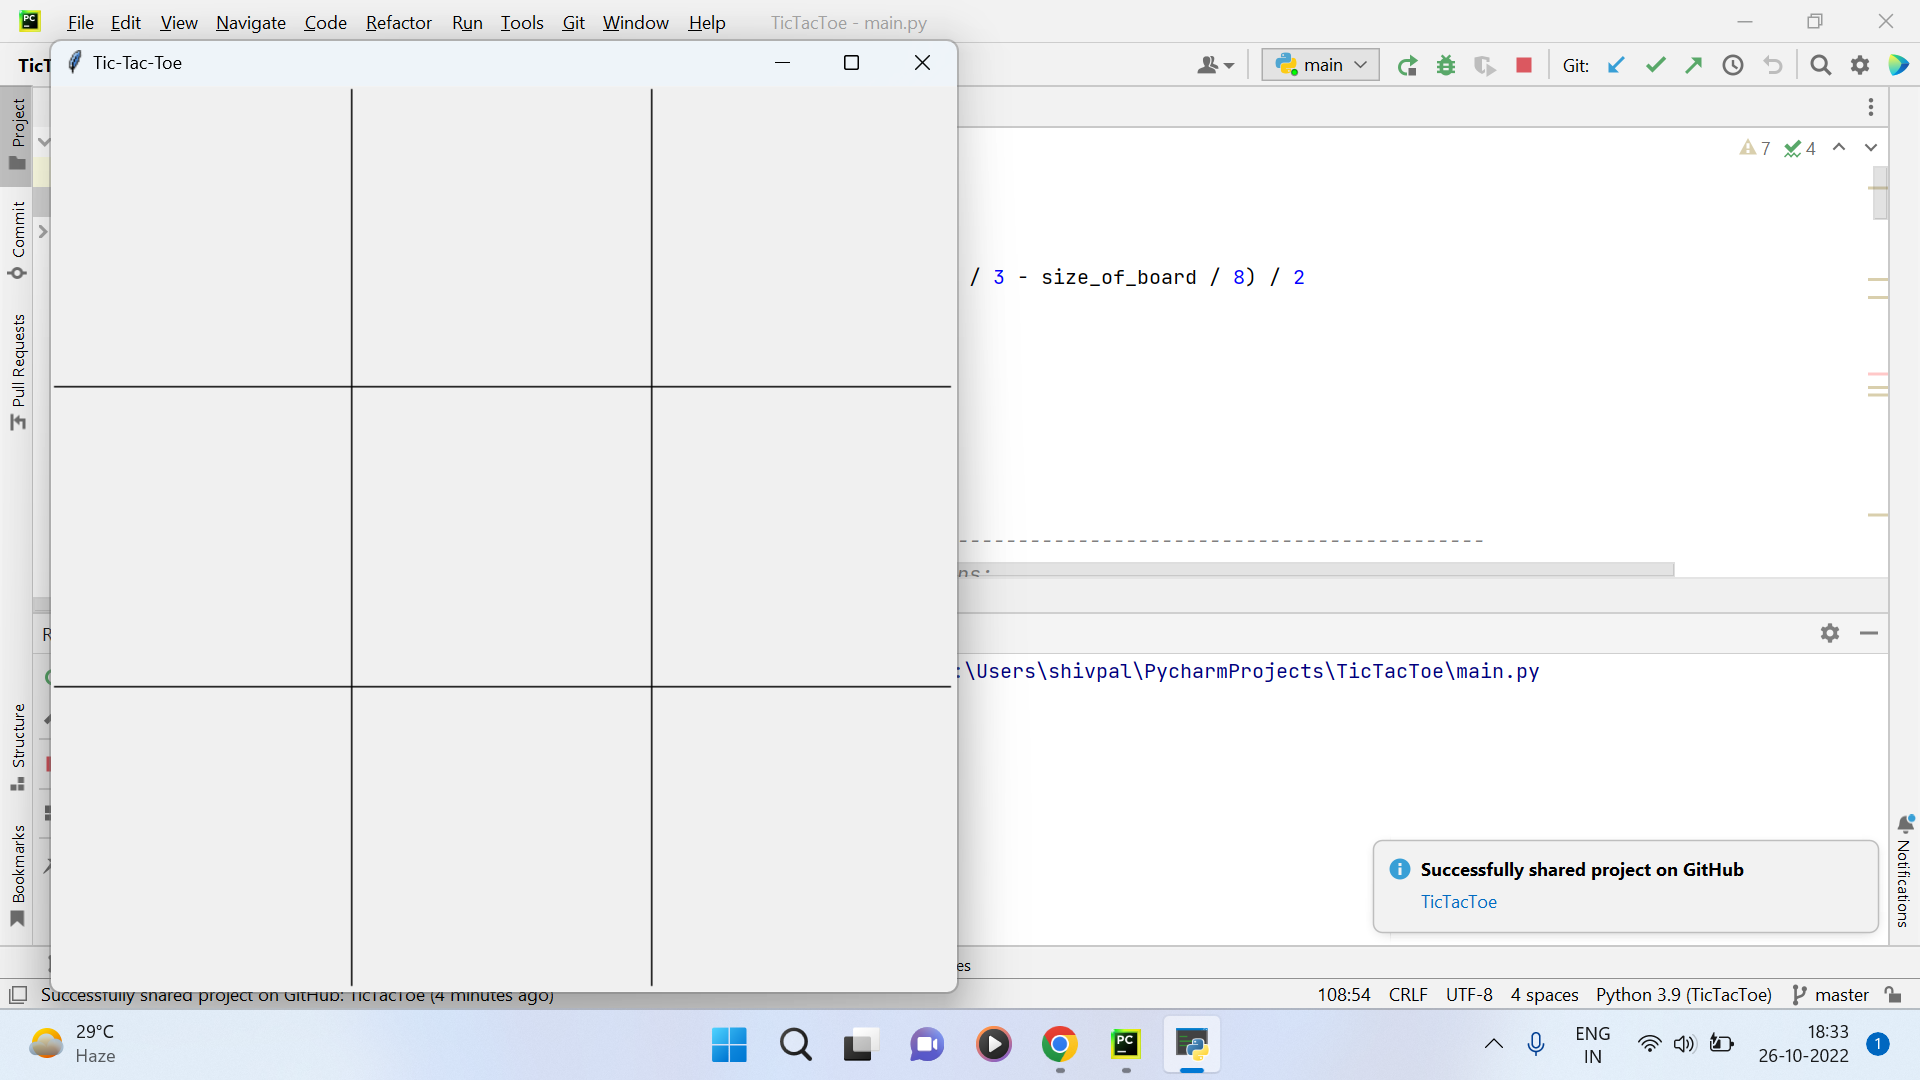 File Edit View Navigate Code Refactor Run Tools Git Window Help TicTacToe - main.py
Tic-Tac-Toe
main
Git:
Project
Commit
Pull Requests
Structure
Bookmarks
7 4
/ 3 - size_of_board / 8) / 2
:\Users\shivpal\PycharmProjects\TicTacToe\main.py
Successfully shared project on GitHub
TicTacToe
Notifications
es
Successfully shared project on GitHub: TicTacToe (4 minutes ago)
108:54 CRLF UTF-8 4 spaces Python 3.9 (TicTacToe) master
29°C
Haze
ENG
IN
18:33
26-10-2022
1